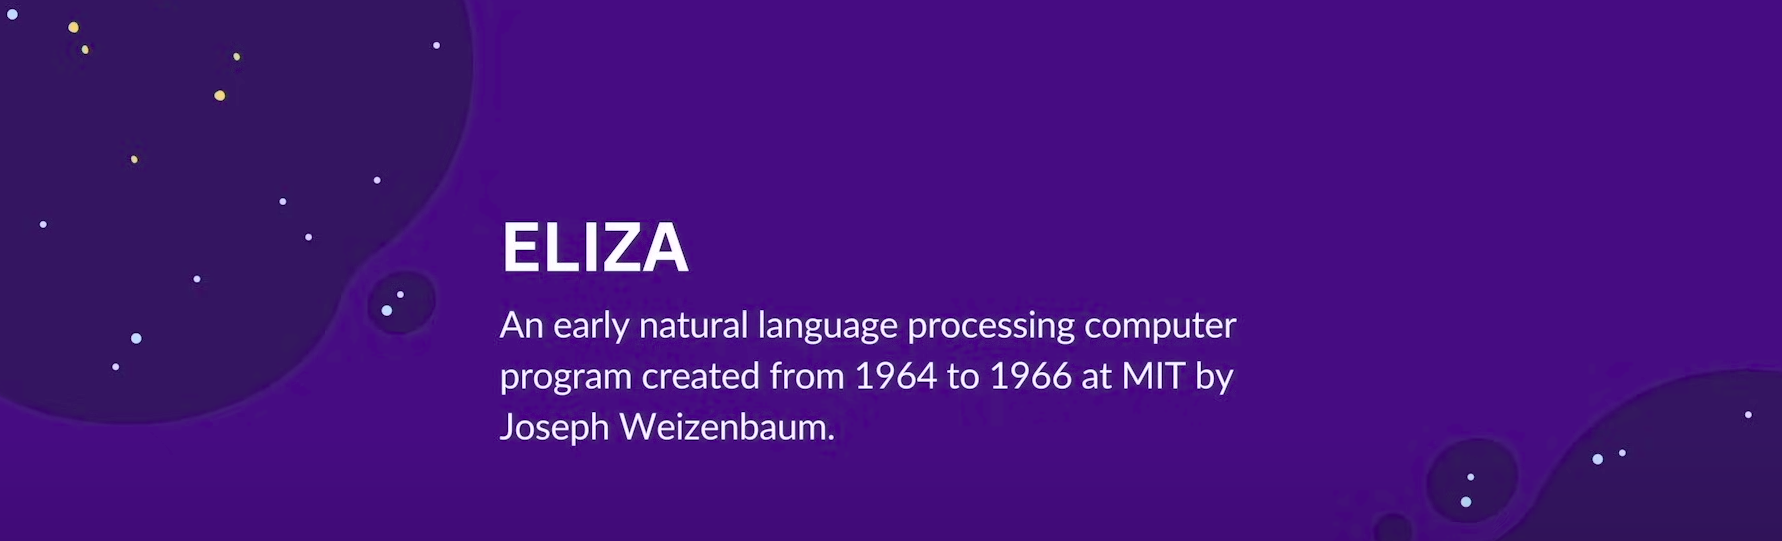 ELIZA
An early natural language processing computer
program created from 1964 to 1966 at MIT by
Joseph Weizenbaum.